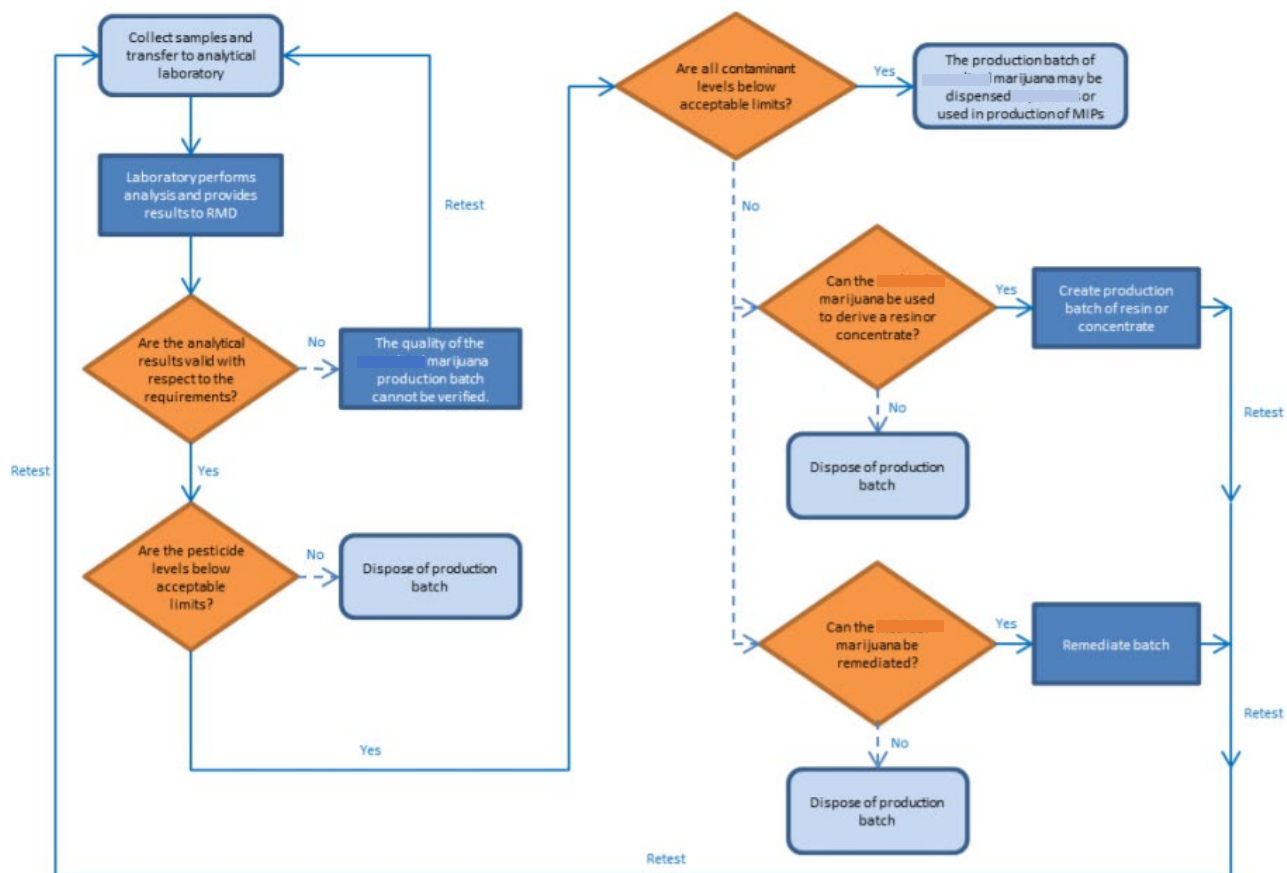 Collect samples and
transfer to analytical
laboratory
Laboratory performs
analysis and provides
results to RMD
Retest
Are the analytical
results valid with
respect to the
requirements?
No
The quality of the
marijuana
production batch
cannot be verified.
Retest
Yes
Are the pesticide
levels below
acceptable
limits?
No
Dispose of production
batch
Yes
Are all contaminant
levels below
acceptable limits?
Yes
The production batch of
marijuana may be
dispensed or
used in production of MIPs
No
Can the
marijuana be used
to derive a resin or
concentrate?
Yes
Create production
batch of resin or
concentrate
No
Retest
Dispose of production
batch
Can the
marijuana be
remediated?
Yes
Remediate batch
Retest
No
Dispose of production
batch
Retest